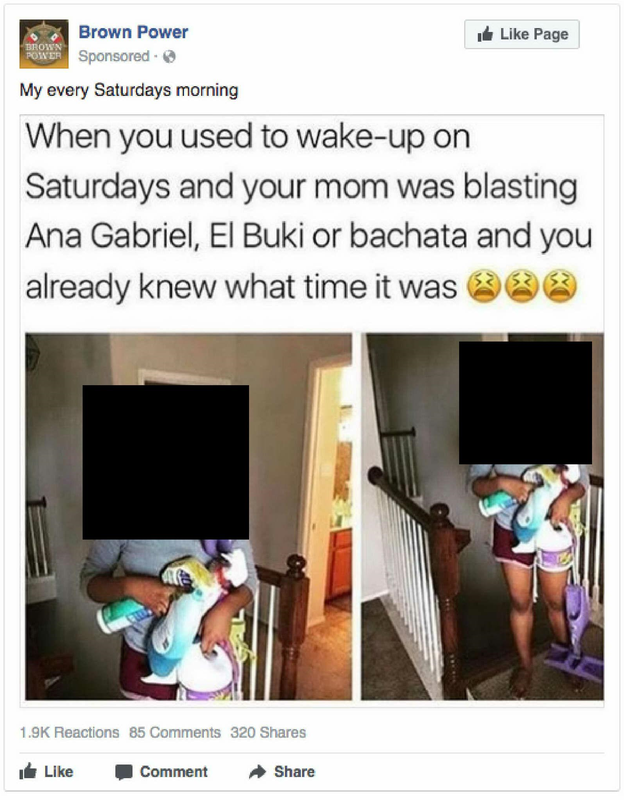 Brown Power
Like Page
BROWN
POWER
Sponsored ·
My every Saturdays morning
When you used to wake-up on
Saturdays and your mom was blasting
Ana Gabriel, El Buki or bachata and you
already knew what time it was 😫😫😫
1.9K Reactions 85 Comments 320 Shares
Like Comment Share